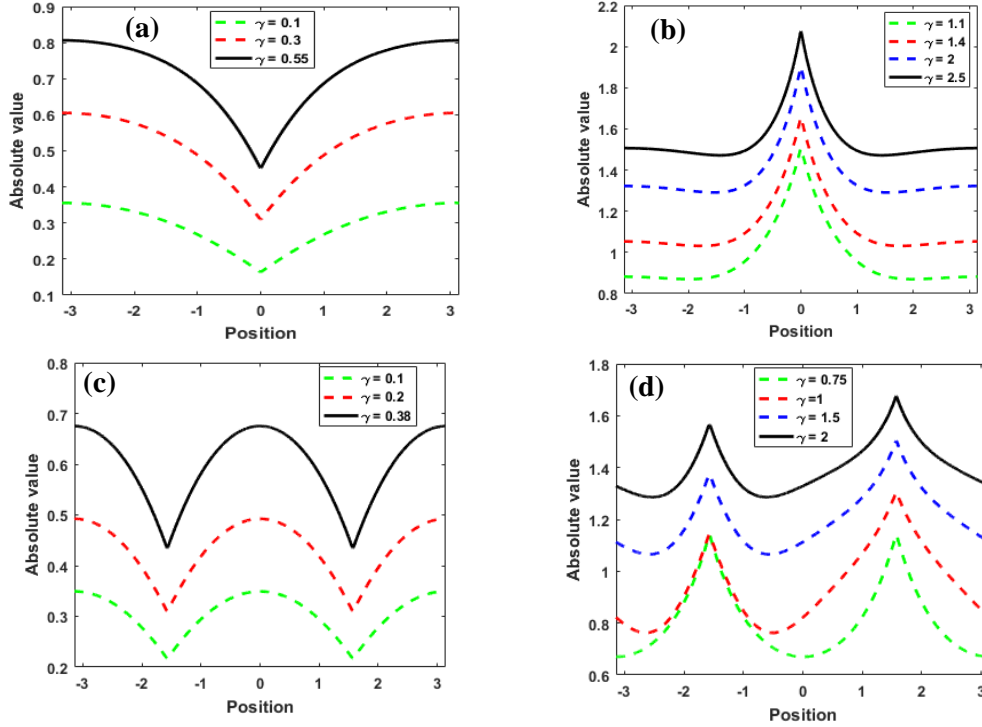 (a)
γ = 0.1
γ = 0.3
γ = 0.55
Absolute value
0.9
0.8
0.7
0.6
0.5
0.4
0.3
0.2
0.1
-3 -2 -1 0 1 2 3
Position
(b)
γ = 1.1
γ = 1.4
γ = 2
γ = 2.5
Absolute value
2.2
2
1.8
1.6
1.4
1.2
1
0.8
-3 -2 -1 0 1 2 3
Position
(c)
γ = 0.1
γ = 0.2
γ = 0.38
Absolute value
0.8
0.7
0.6
0.5
0.4
0.3
0.2
-3 -2 -1 0 1 2 3
Position
(d)
γ = 0.75
γ =1
γ = 1.5
γ = 2
Absolute value
1.8
1.6
1.4
1.2
1
0.8
0.6
-3 -2 -1 0 1 2 3
Position